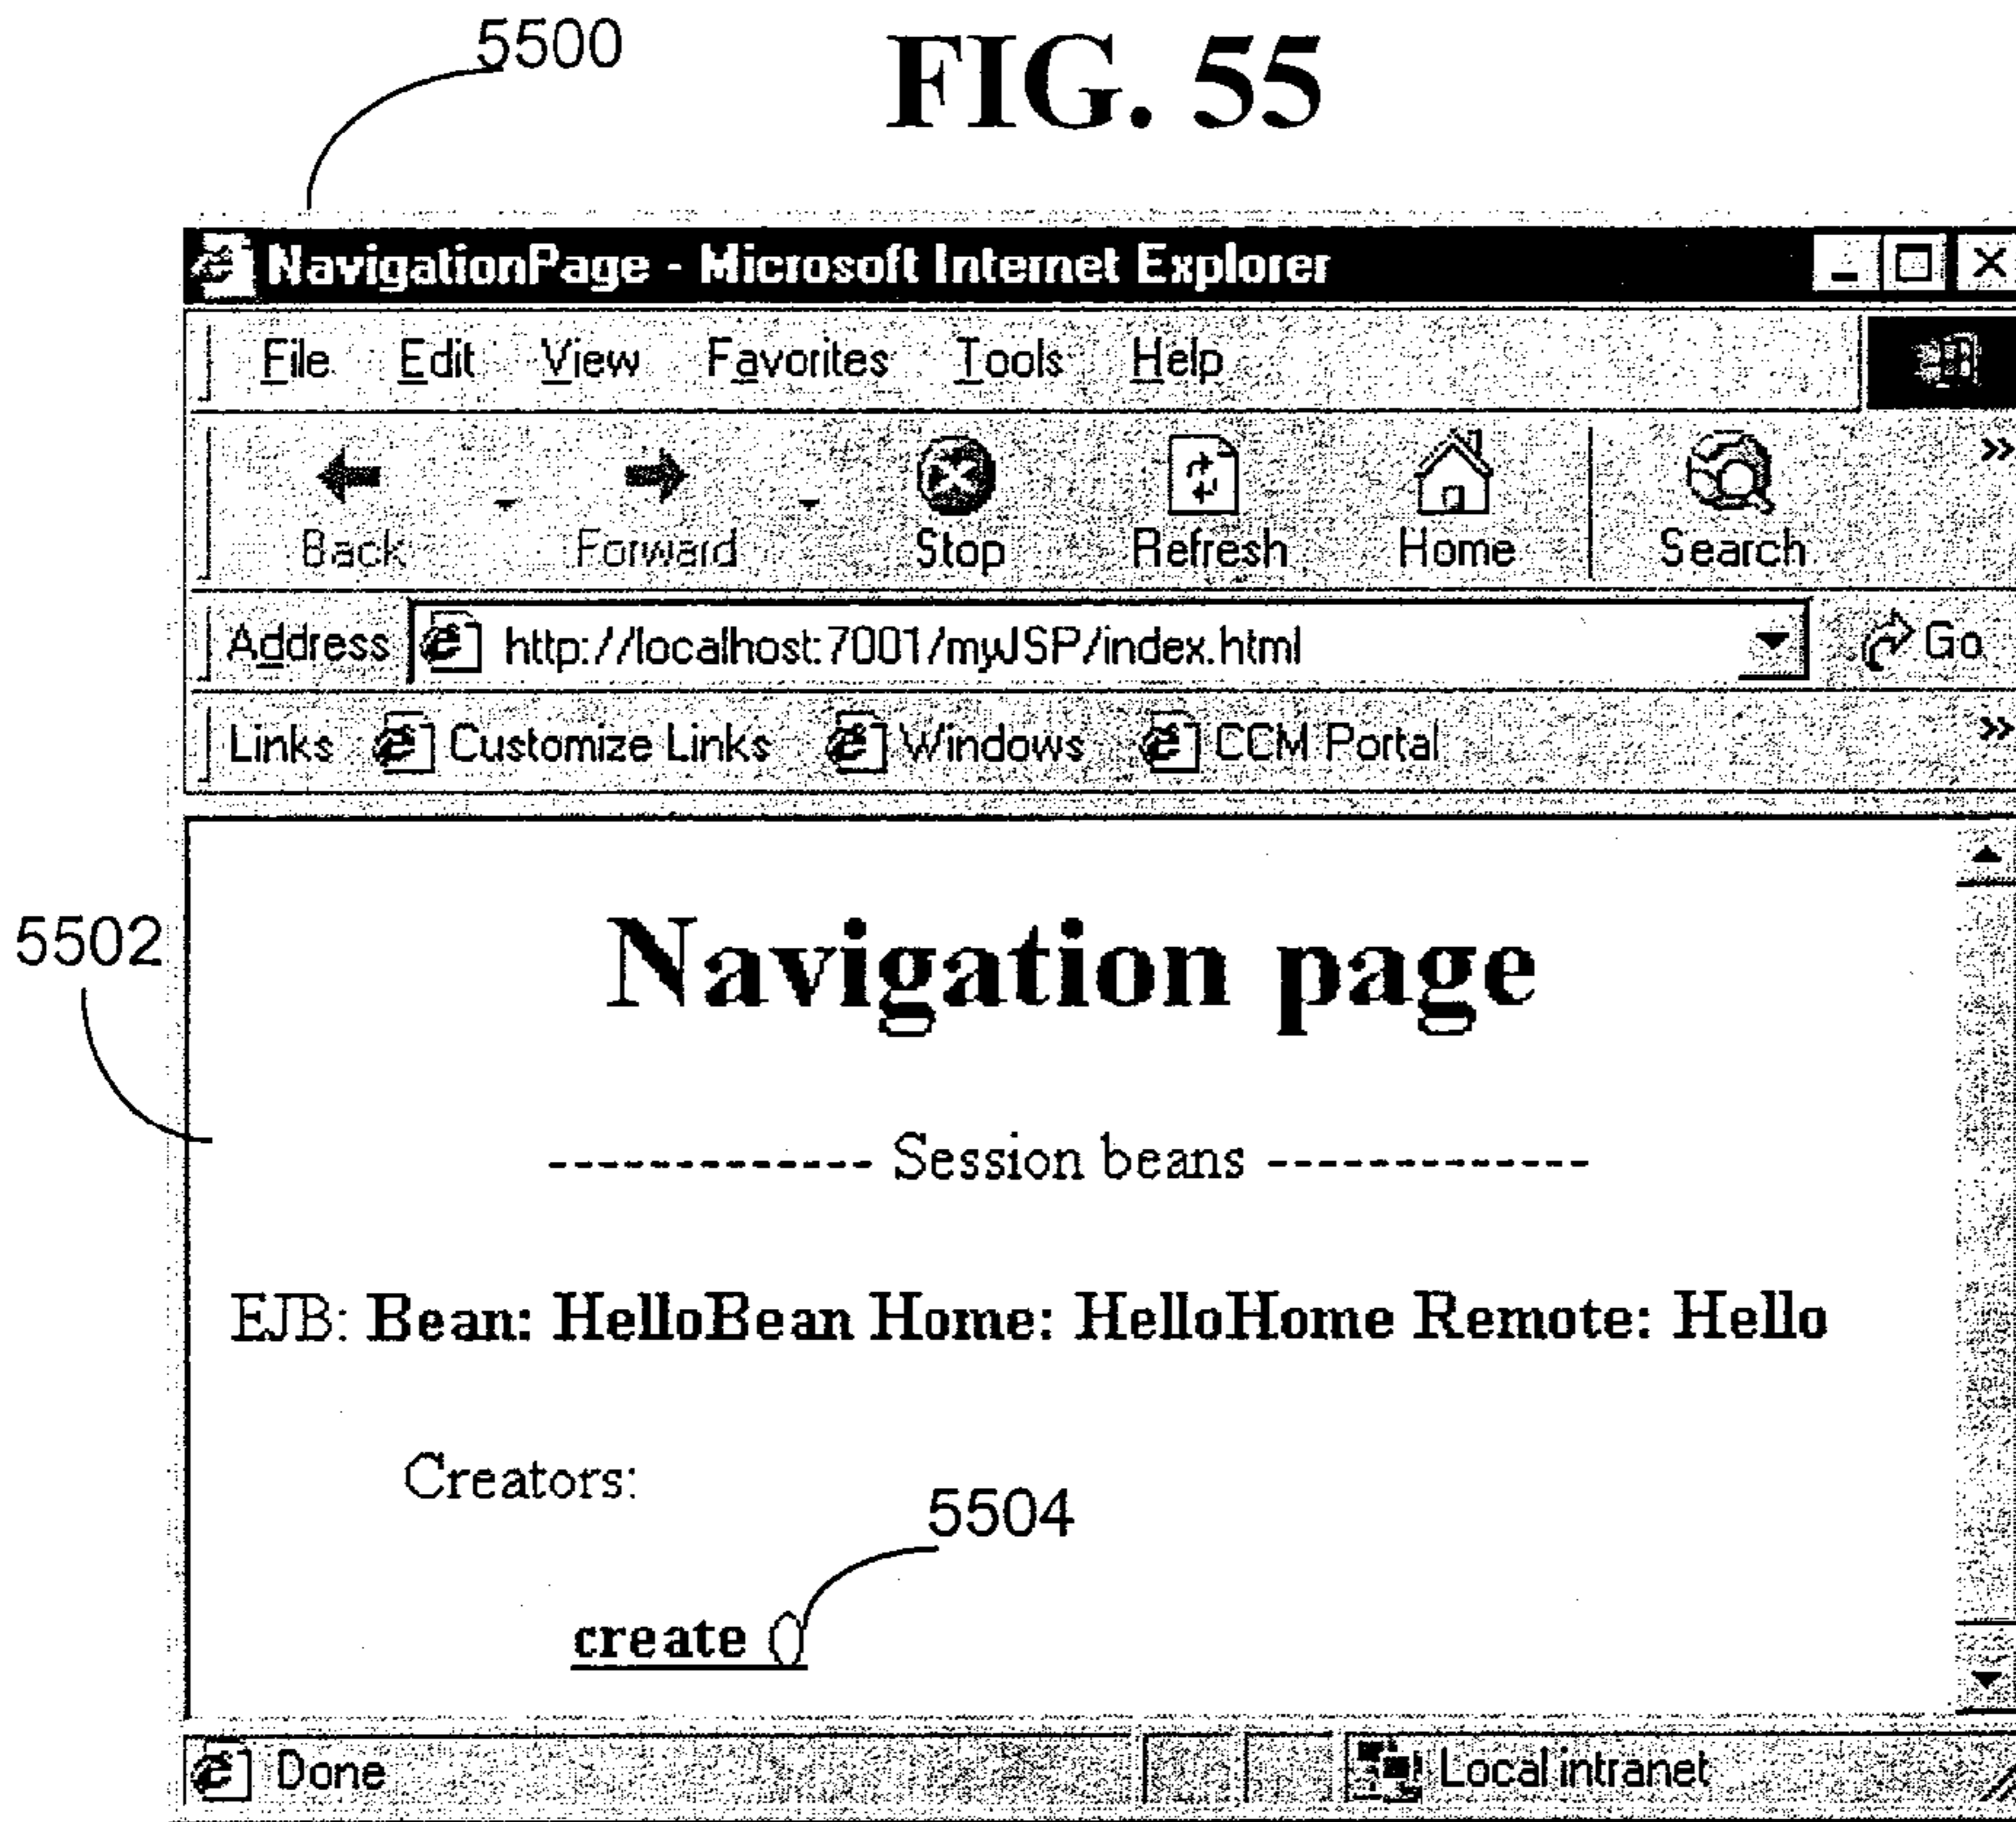 5500
FIG. 55
NavigationPage - Microsoft Internet Explorer
File Edit View Favorites Tools Help
Back Forward Stop Refresh Home Search »
Address http://localhost:7001/myJSP/index.html Go
Links Customize Links Windows CCM Portal »
Navigation page
5502
------------- Session beans -------------
EJB: Bean: HelloBean Home: HelloHome Remote: Hello
Creators:
5504
create ()
Done Local intranet